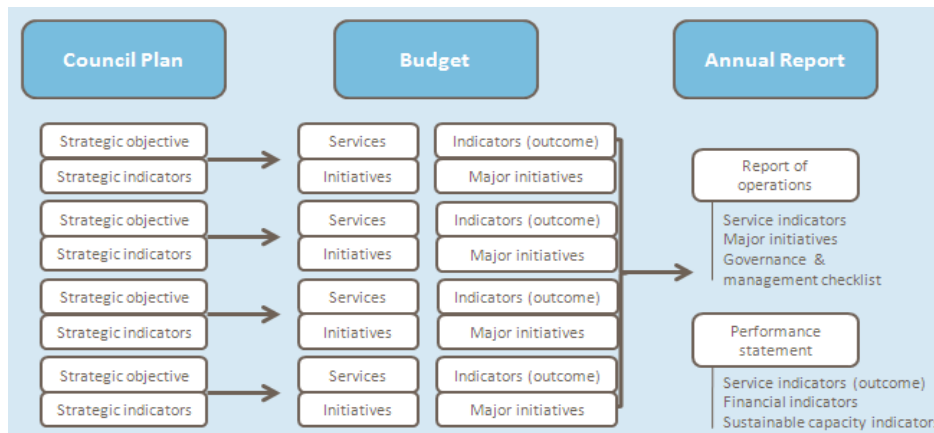 Council Plan
Budget
Annual Report
Strategic objective
Strategic indicators
Services
Initiatives
Indicators (outcome)
Major initiatives
Strategic objective
Strategic indicators
Services
Initiatives
Indicators (outcome)
Major initiatives
Strategic objective
Strategic indicators
Services
Initiatives
Indicators (outcome)
Major initiatives
Strategic objective
Strategic indicators
Services
Initiatives
Indicators (outcome)
Major initiatives
Report of
operations
Service indicators
Major initiatives
Governance &
management checklist
Performance
statement
Service indicators (outcome)
Financial indicators
Sustainable capacity indicator